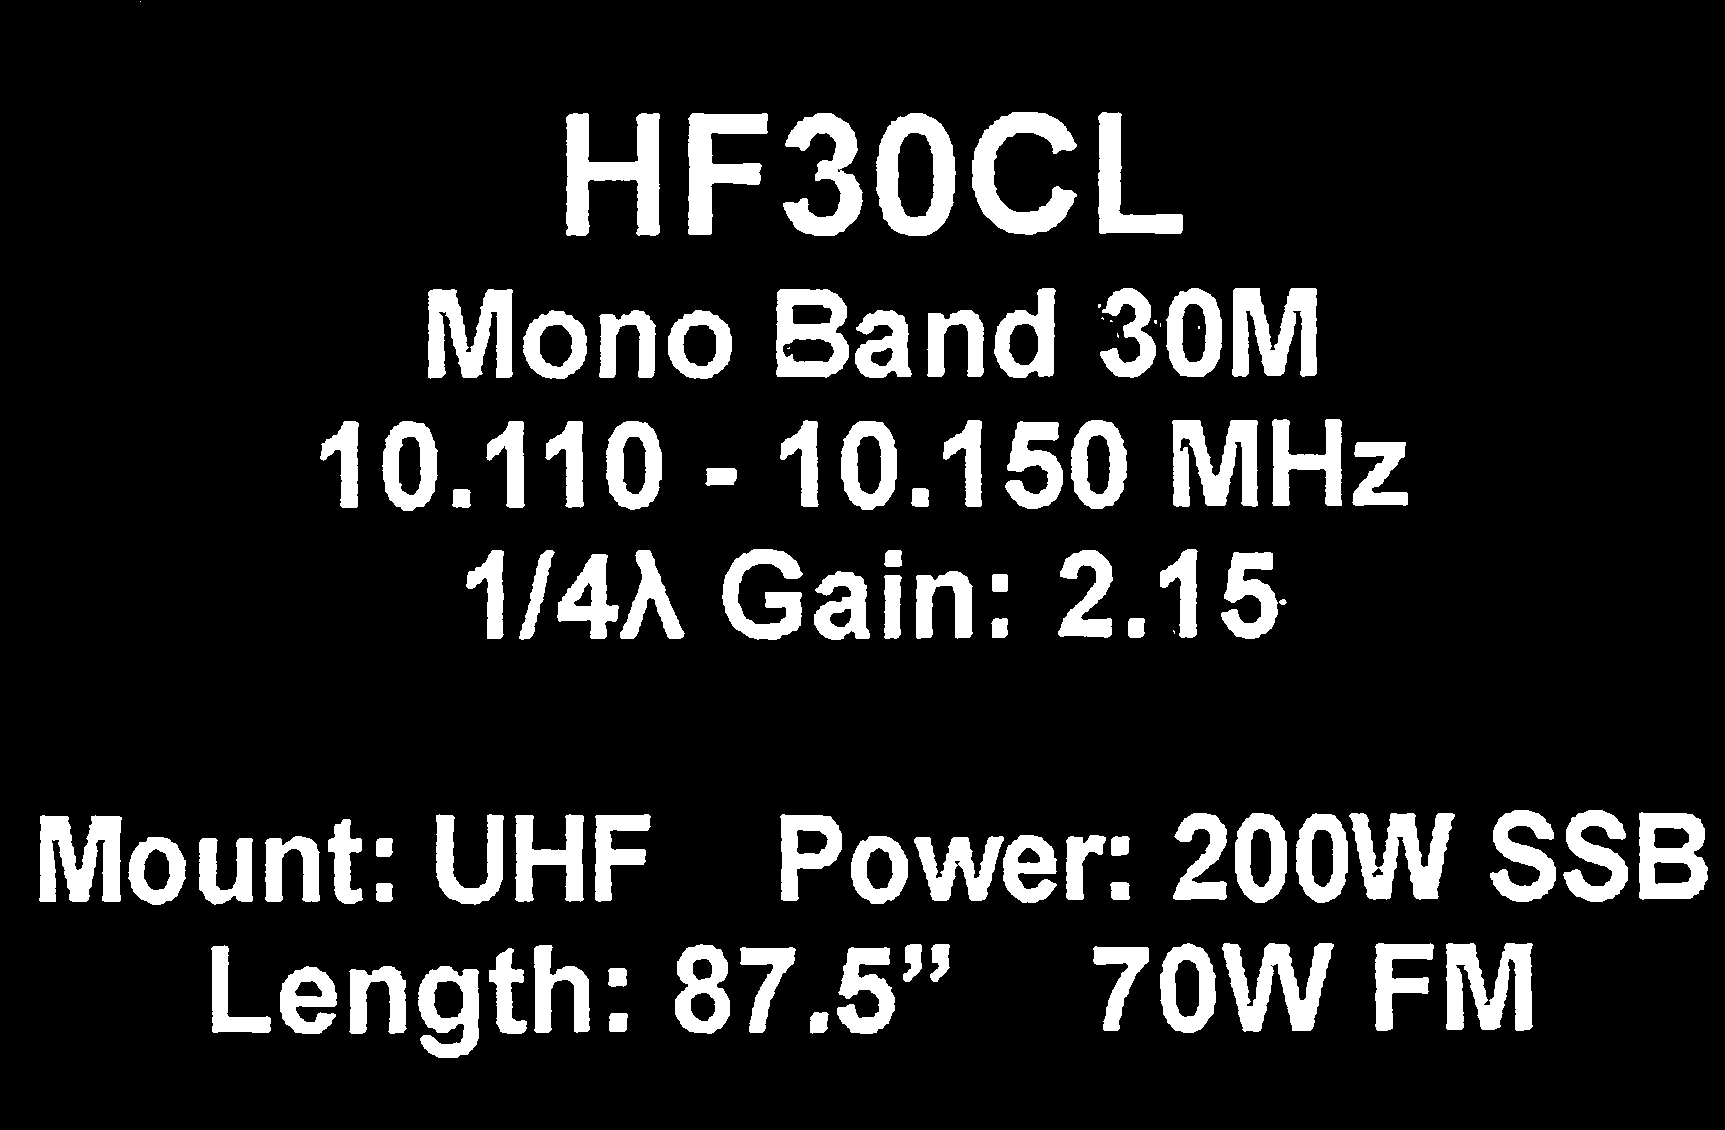 HF30CL
Mono Band 30M
10.110 - 10.150 MHz
1/4λ Gain: 2.15
Mount: UHF Power: 200W SSB
Length: 87.5” 70W FM